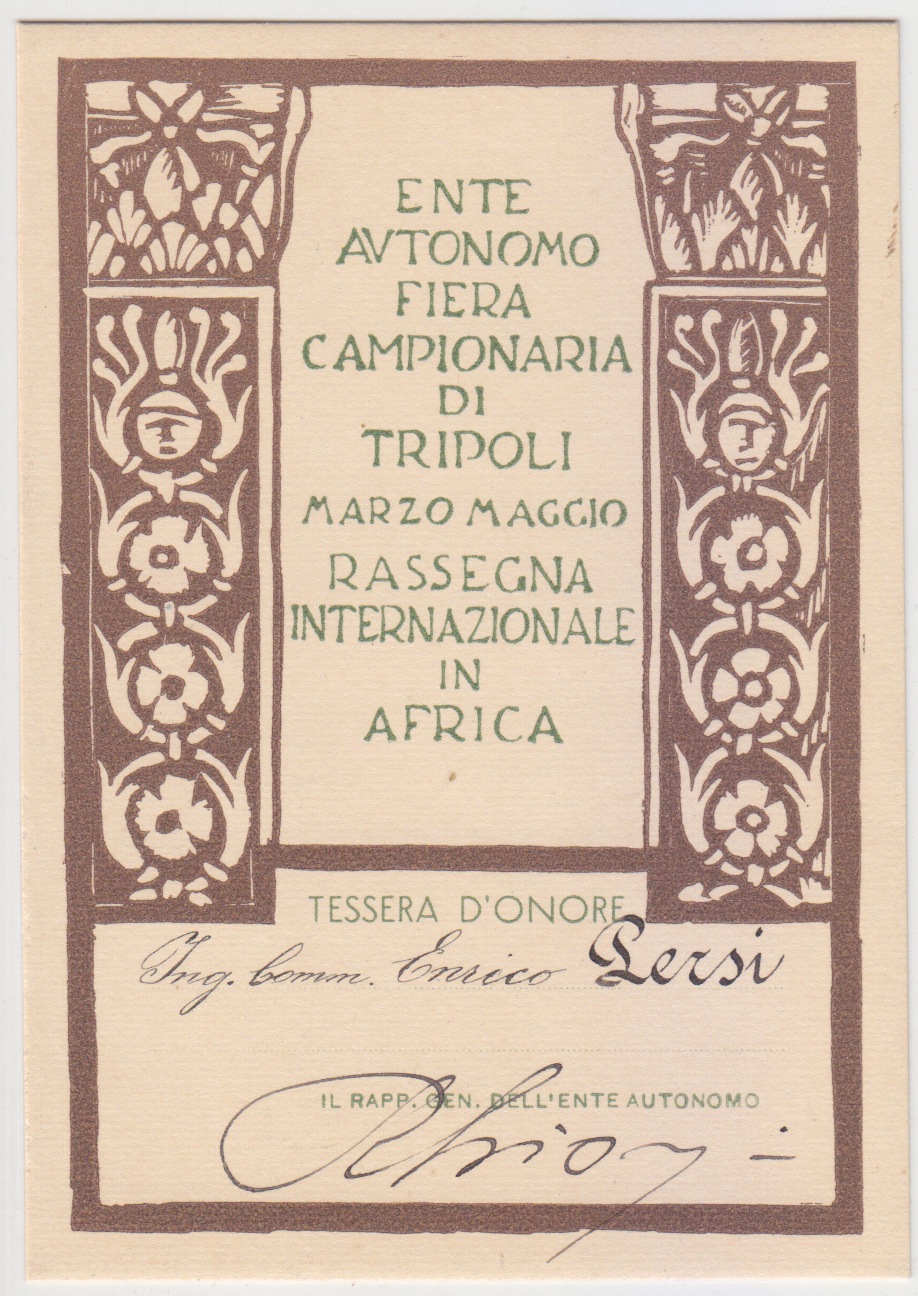 ENTE
AVTONOMO
FIERA
CAMPIONARIA
DI
TRIPOLI
MARZO MAGGIO
RASSEGNA
INTERNAZIONALE
IN
AFRICA
TESSERA D'ONORE
Ing. Comm. Enrico Persi
IL RAPP. GEN. DELL'ENTE AUTONOMO